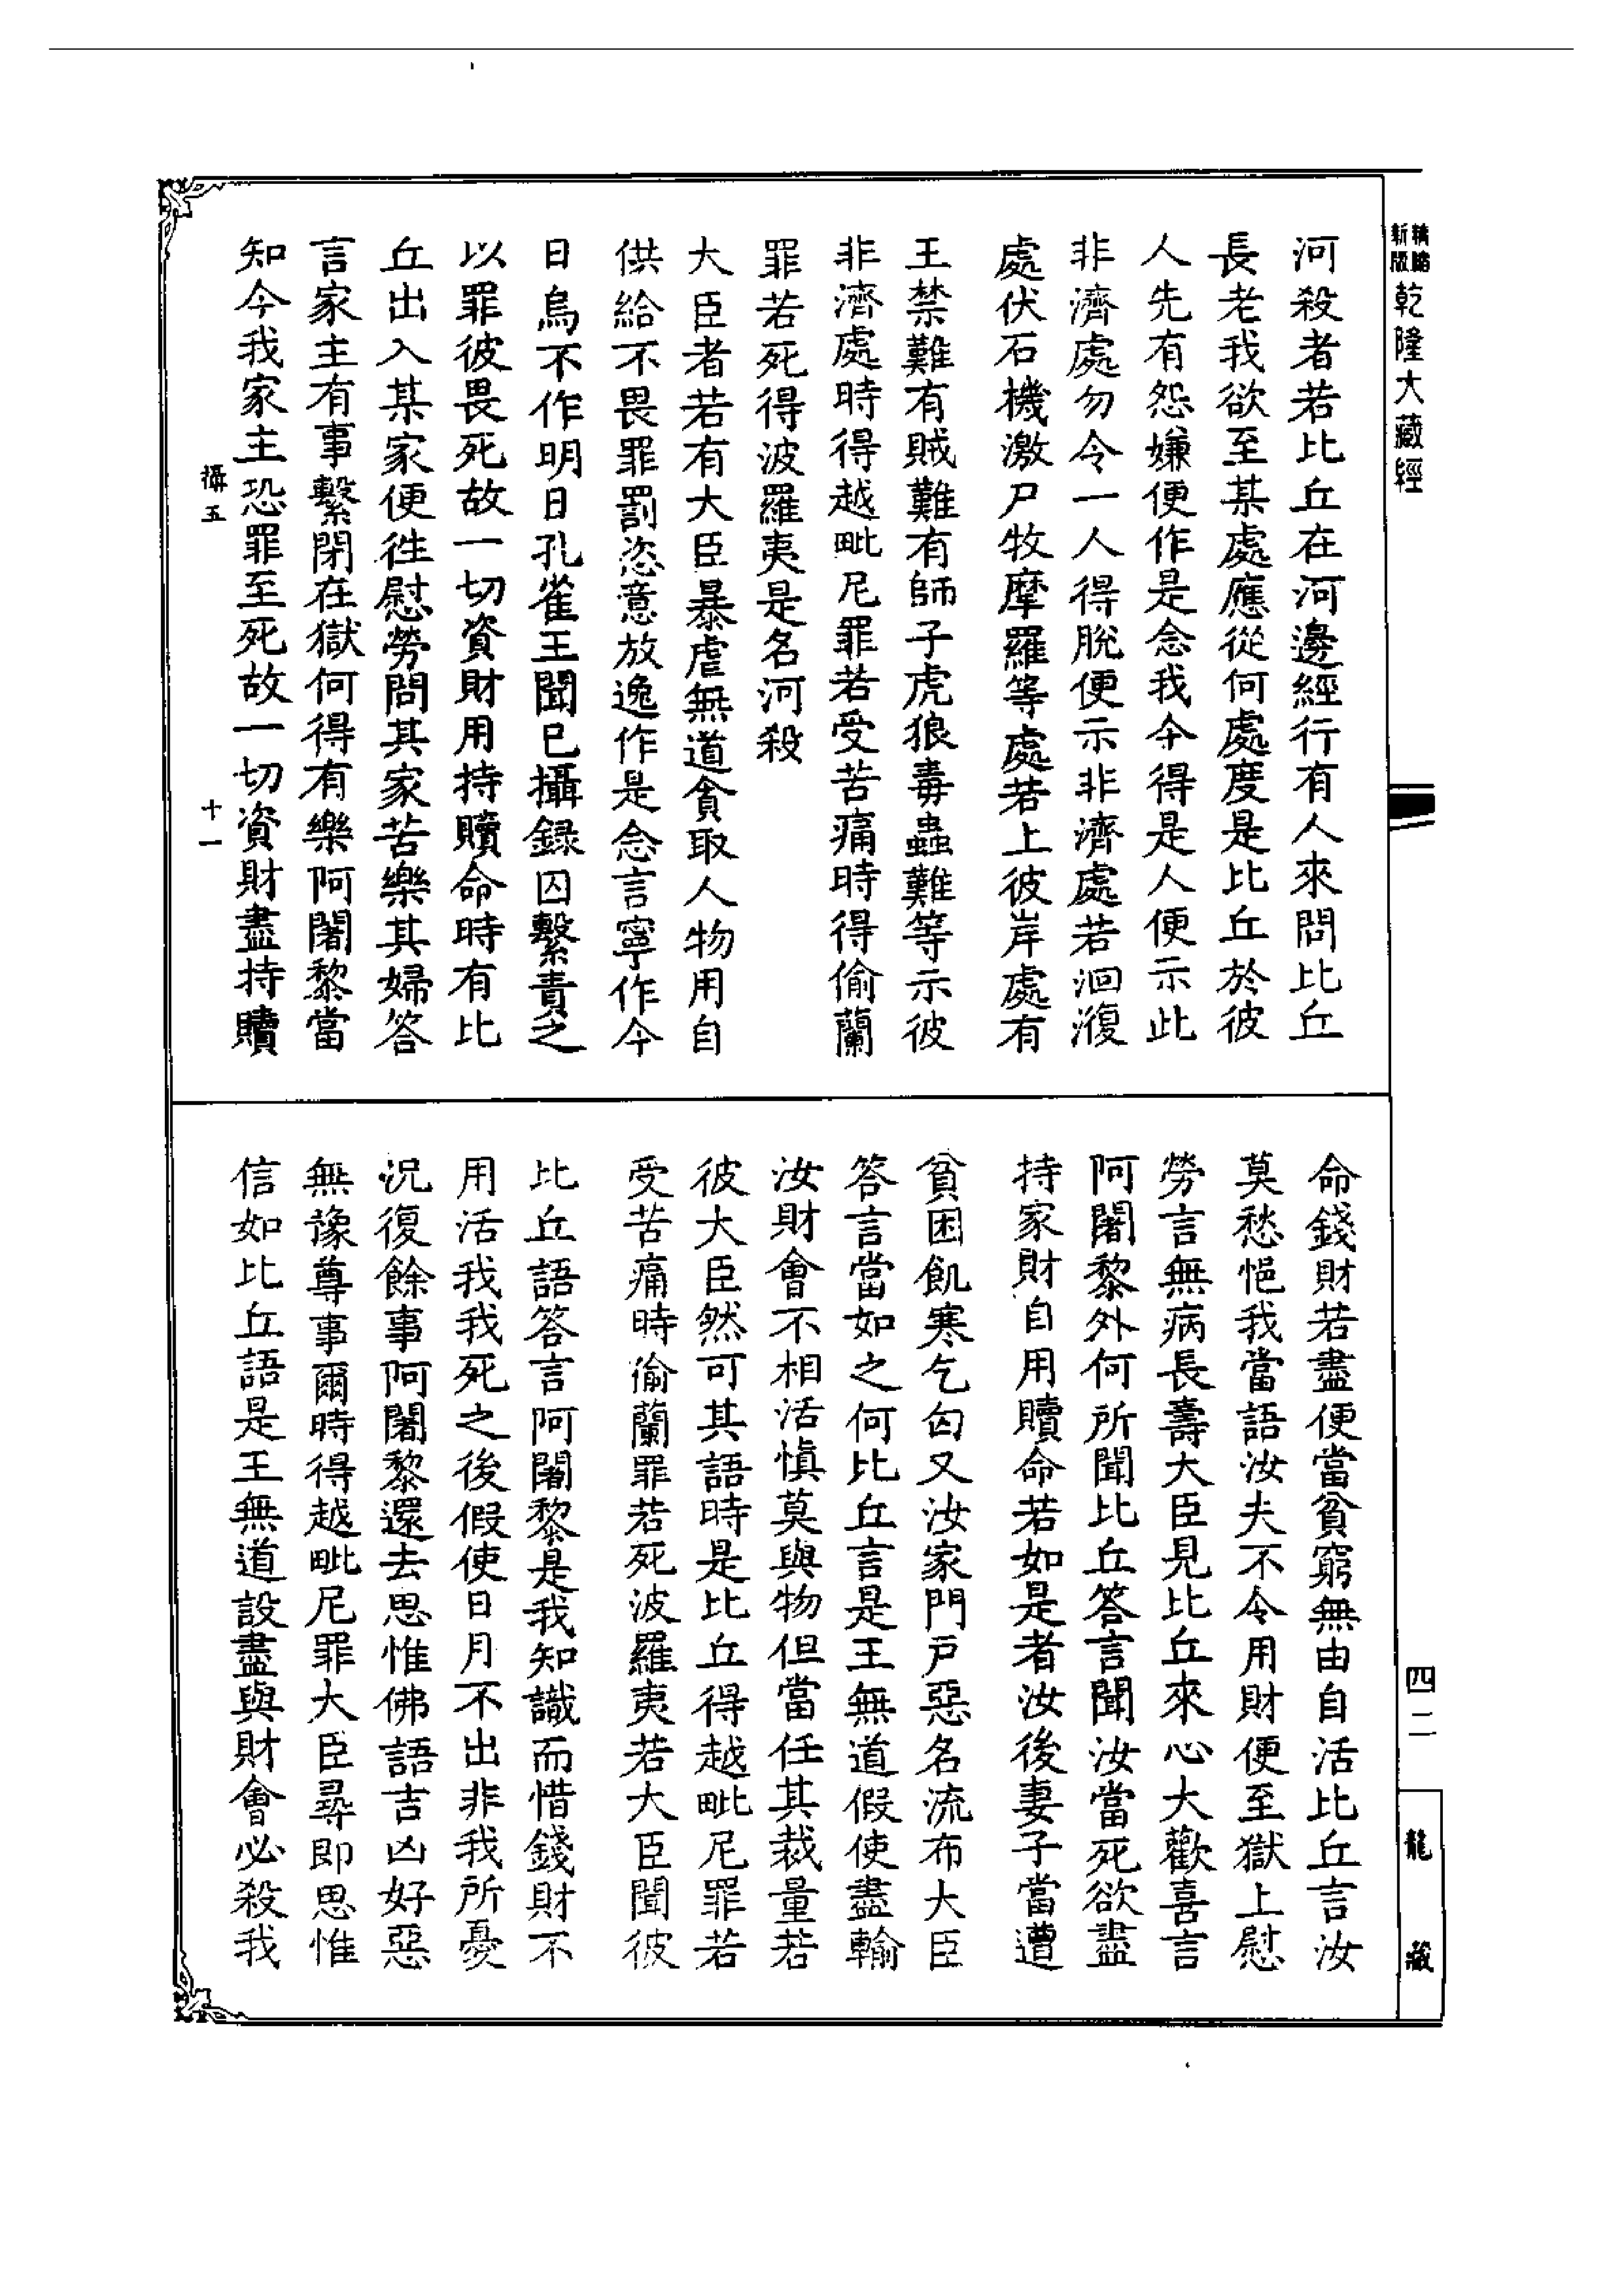 新版
精縮
乾隆大藏經
河殺者若比丘在河邊經行有人來問比丘
長老我欲至某處應從何處度是比丘於彼
人先有怨嫌便作是念我今得是人便示此
非濟處勿令一人得脫便示非濟處若洄澓
處伏石機激尸牧摩羅等處若上彼岸處有
王禁難有賊難有師子虎狼毒蟲難等示彼
非濟處時得越毗尼罪若受苦痛時得偷蘭
罪若死得波羅夷是名河殺
大臣者若有大臣暴虐無道貪取人物用自
供給不畏罪罰恣意放逸作是念言寧作今
日烏不作明日孔雀王聞已攝録囚繫責之
以罪彼畏死故一切資財用持贖命時有比
丘出入某家便徃慰勞問其家苦樂其婦答
言家主有事繫閉在獄何得有樂阿闍黎當
知今我家主恐罪至死故一切資財盡持贖
攝五
十一
命錢財若盡便當貧窮無由自活比丘言汝
莫愁悒我當語汝夫不令用財便至獄上慰
勞言無病長壽大臣見比丘來心大歡喜言
阿闍黎外何所聞比丘答言聞汝當死欲盡
持家財自用贖命若如是者汝後妻子當遭
貧困飢寒乞匃又汝家門戶惡名流布大臣
答言當如之何比丘言是王無道假使盡輸
汝財會不相活慎莫與物但當任其裁量若
彼大臣然可其語時是比丘得越毗尼罪若
受苦痛時偷蘭罪若死波羅夷若大臣聞彼
比丘語答言阿闍黎是我知識而惜錢財不
用活我我死之後假使日月不出非我所憂
況復餘事阿闍黎還去思惟佛語吉凶好惡
無豫尊事爾時得越毗尼罪大臣尋即思惟
信如比丘語是王無道設盡與財會必殺我
四二
龍藏